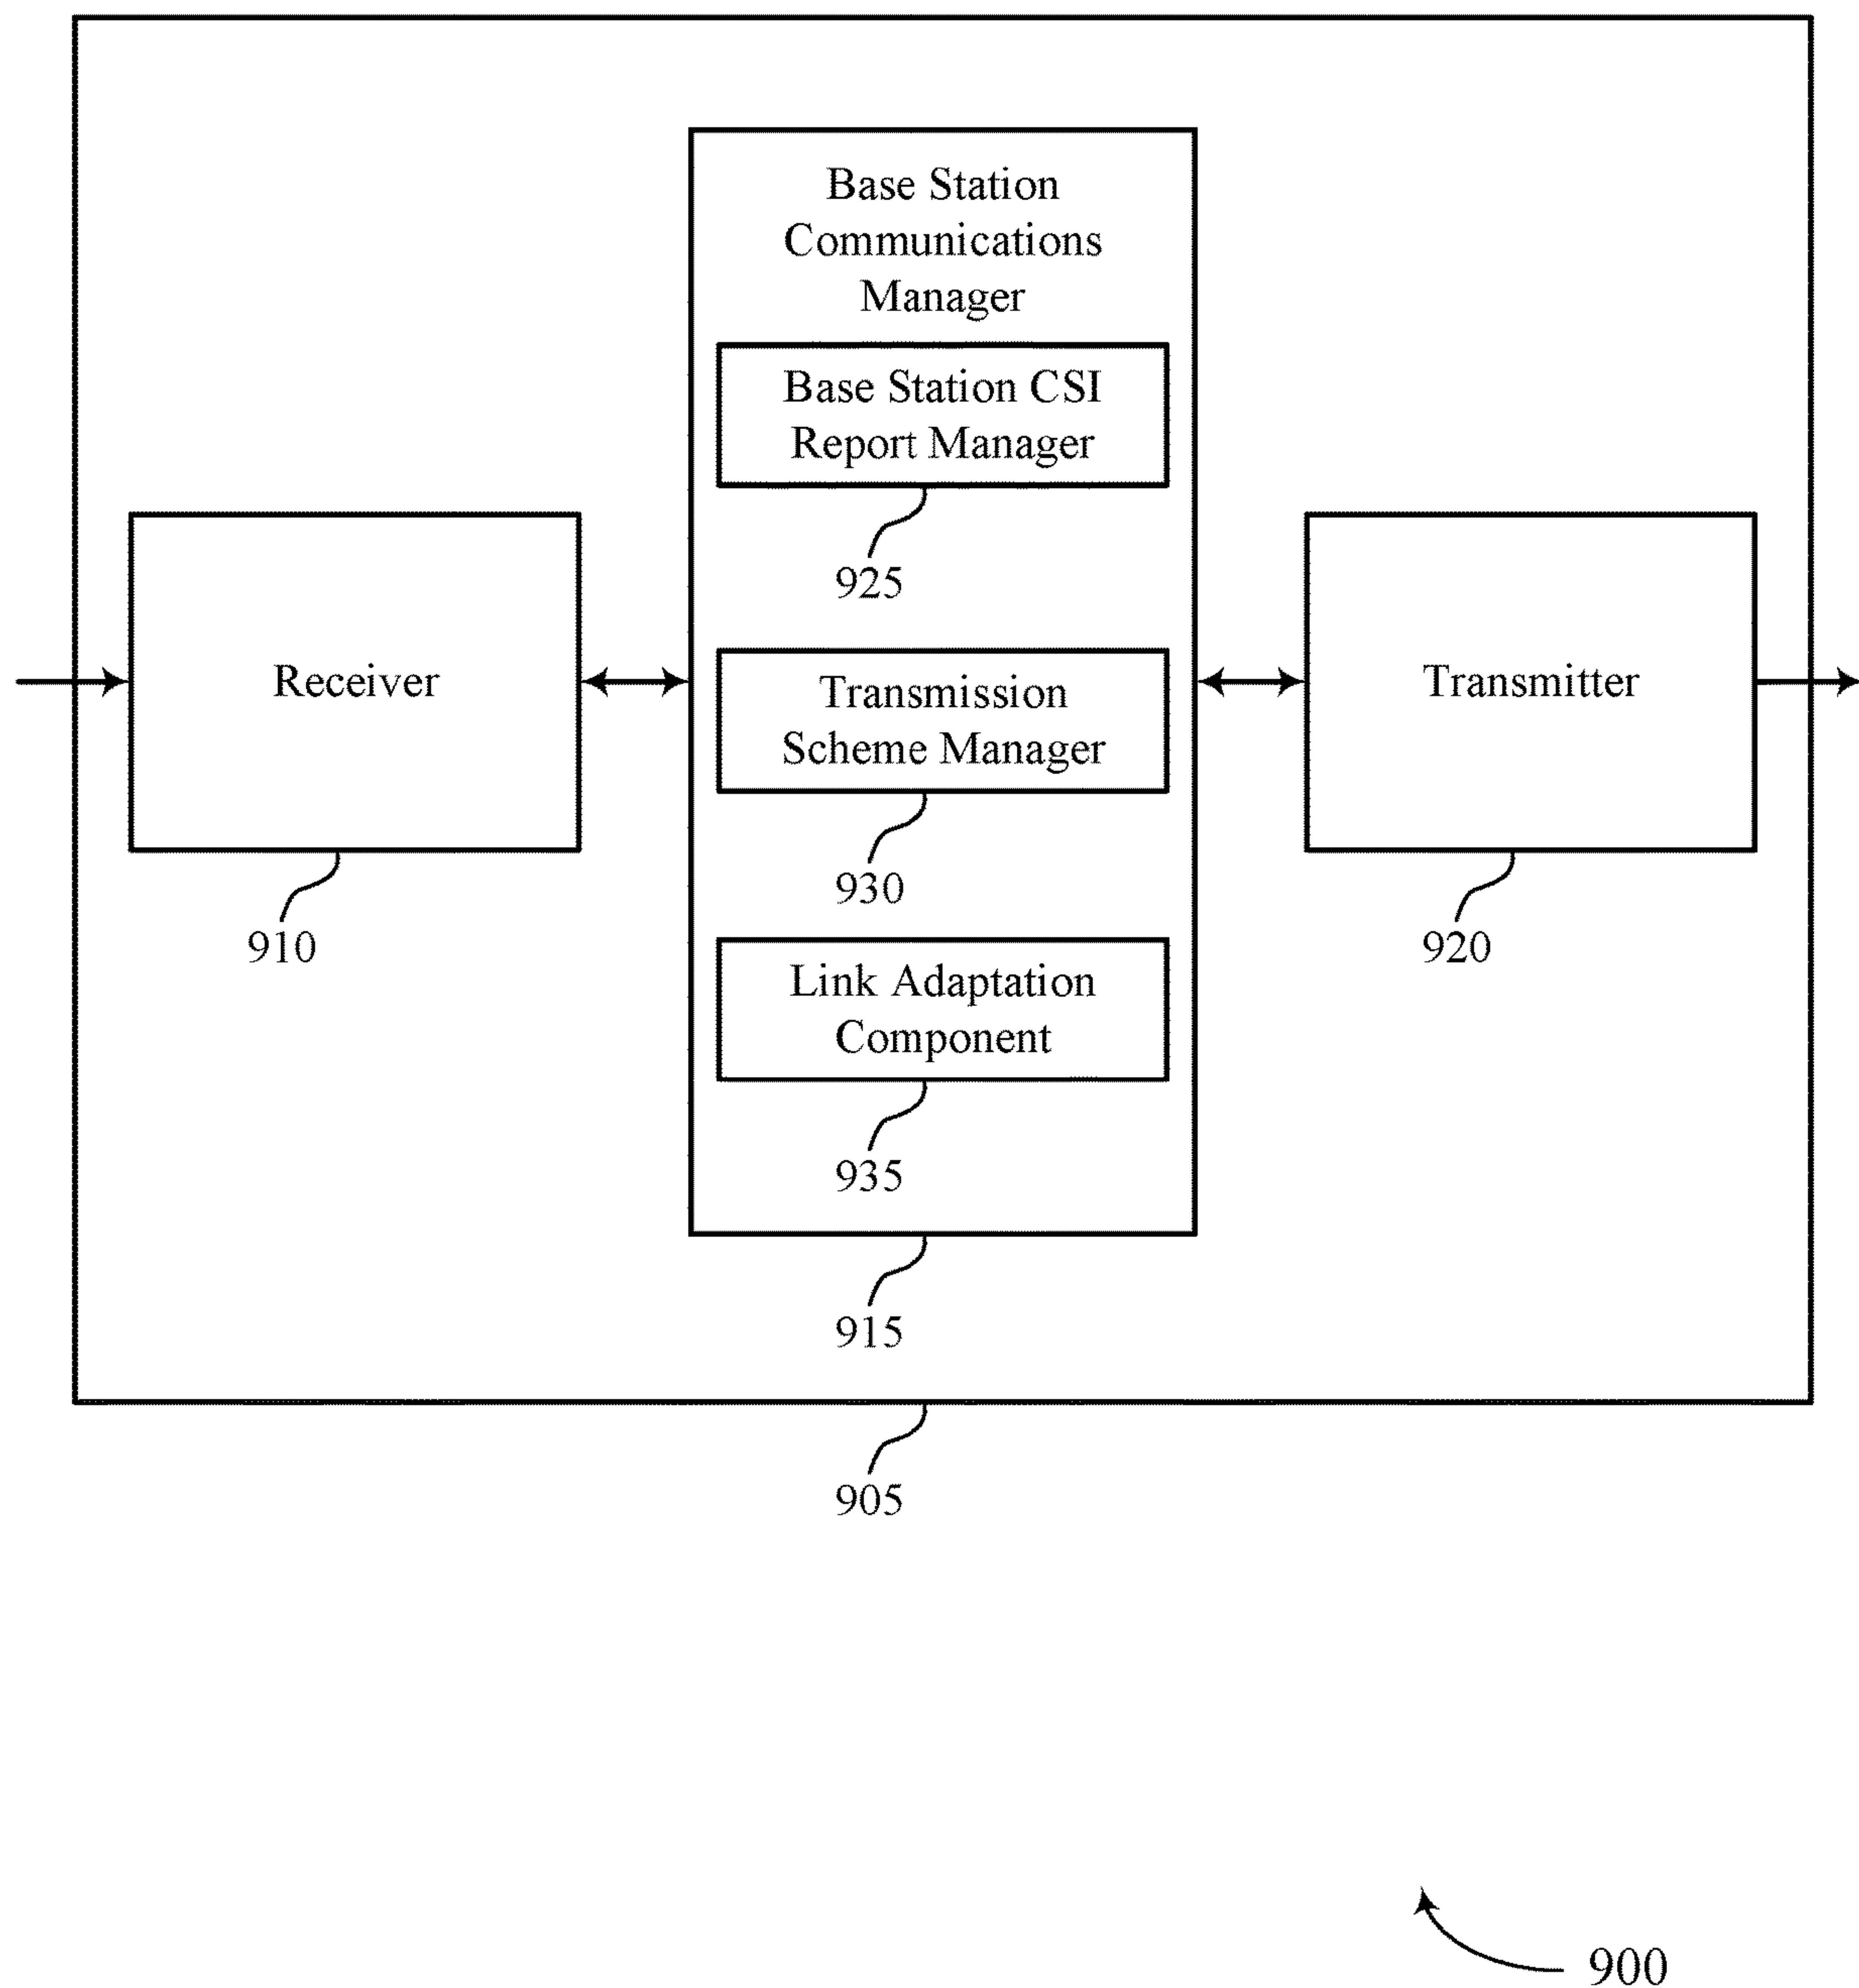 Base Station
Communications
Manager
Base Station CSI
Report Manager
925
Receiver
910
Transmission
Scheme Manager
930
Transmitter
920
Link Adaptation
Component
935
915
905
900